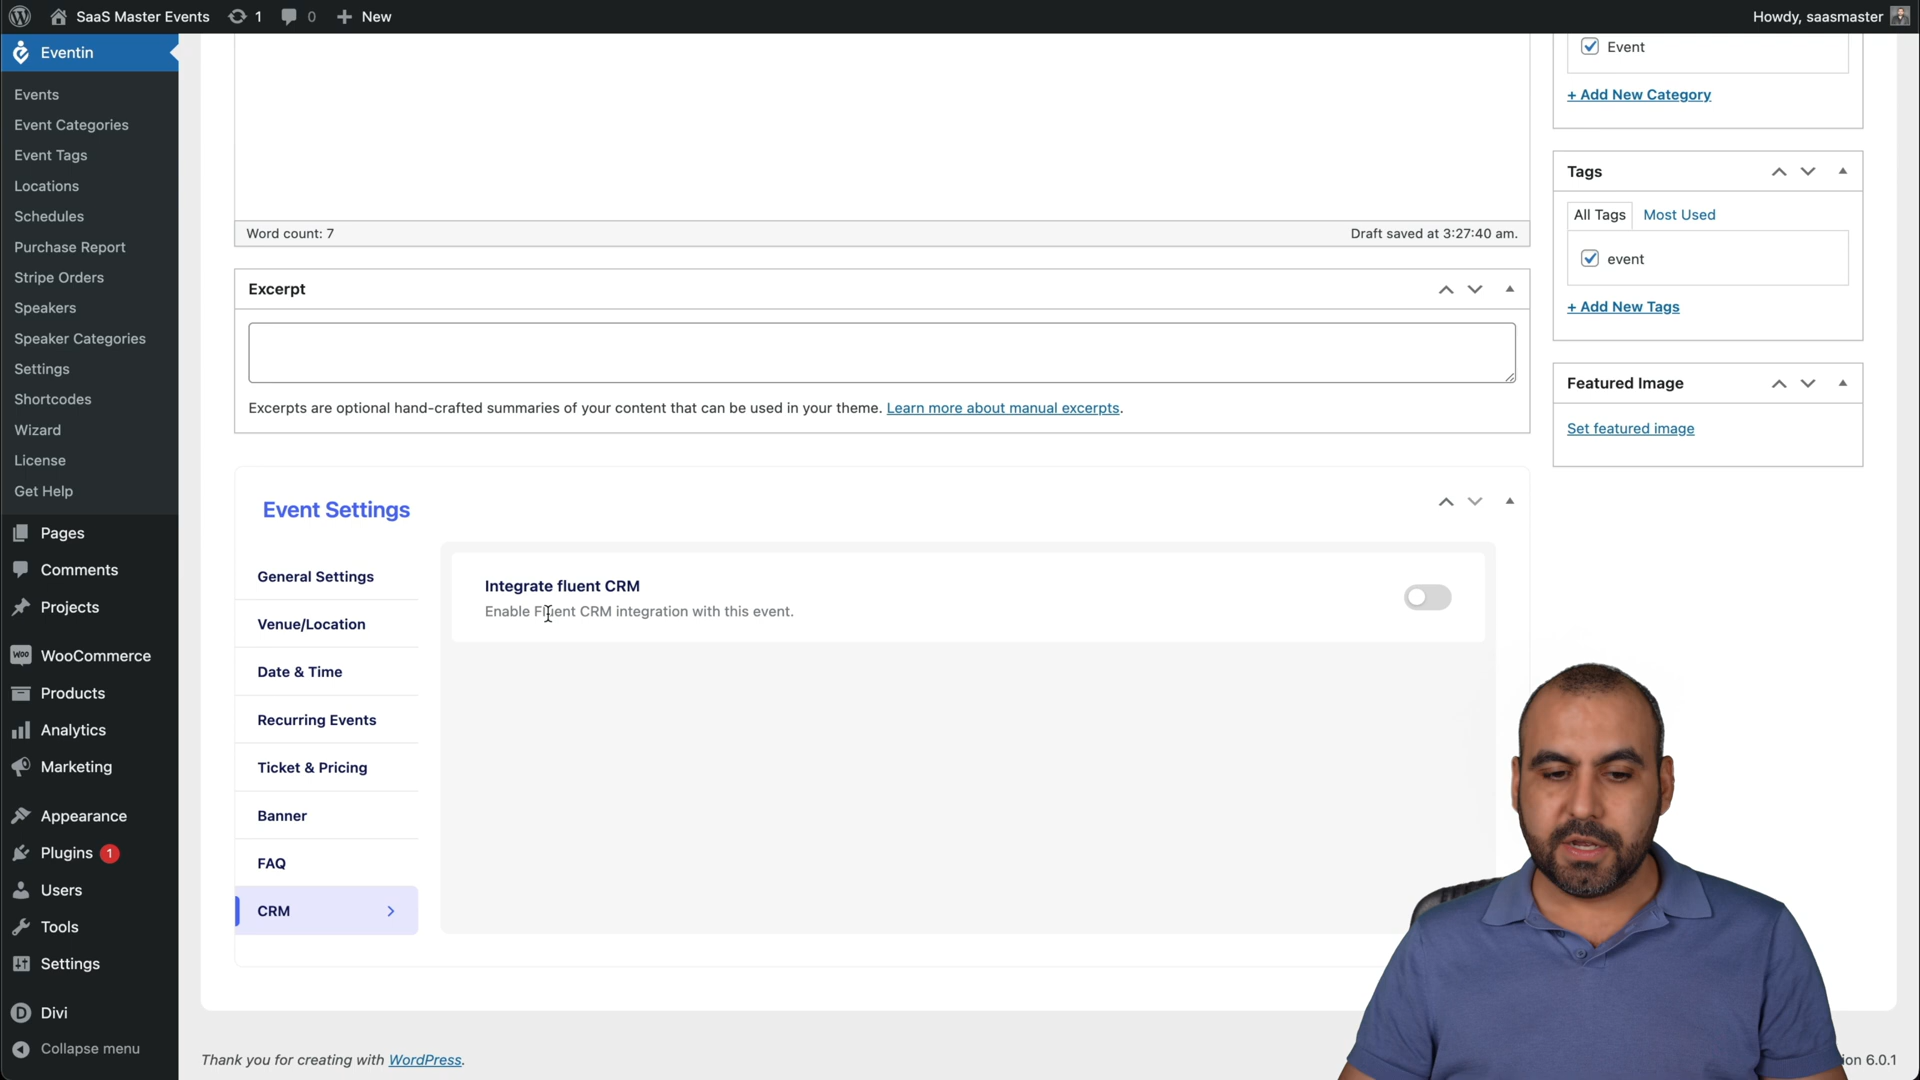 SaaS Master Events 1 0 New
Howdy, saasmaster
Eventin
Events
Event Categories
Event Tags
Locations
Schedules
Purchase Report
Stripe Orders
Speakers
Speaker Categories
Settings
Shortcodes
Wizard
License
Get Help
Pages
Comments
Projects
WooCommerce
Products
Analytics
Marketing
Appearance
Plugins 1
Users
Tools
Settings
Divi
Collapse menu
Word count: 7
Draft saved at 3:27:40 am.
Excerpt
Excerpts are optional hand-crafted summaries of your content that can be used in your theme. Learn more about manual excerpts.
Event Settings
General Settings
Venue/Location
Date & Time
Recurring Events
Ticket & Pricing
Banner
FAQ
CRM
Integrate fluent CRM
Enable Fluent CRM integration with this event.
Event
+ Add New Category
Tags
All Tags Most Used
event
+ Add New Tags
Featured Image
Set featured image
Thank you for creating with WordPress.
6.0.1